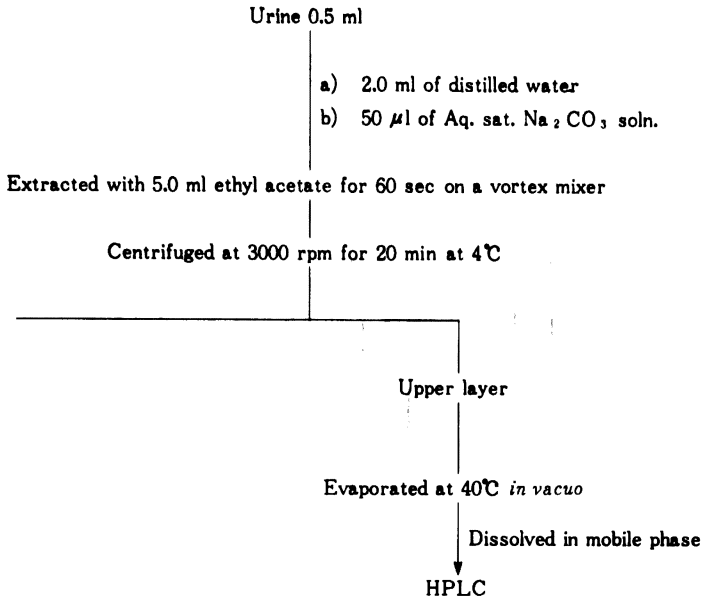 Urine 0.5 ml
a) 2.0 ml of distilled water
b) 50 μl of Aq. sat. Na₂CO₃ soln.
Extracted with 5.0 ml ethyl acetate for 60 sec on a vortex mixer
Centrifuged at 3000 rpm for 20 min at 4℃
Upper layer
Evaporated at 40℃ in vacuo
Dissolved in mobile phase
HPLC